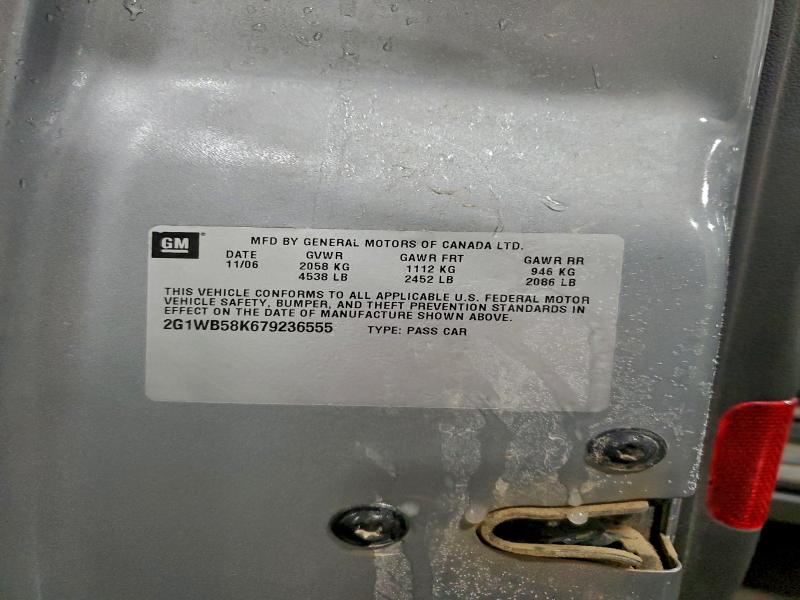 GM
MFD BY GENERAL MOTORS OF CANADA LTD.
DATE GVWR GAWR FRT GAWR RR
11/06 2058 KG 1112 KG 946 KG
4538 LB 2452 LB 2086 LB
THIS VEHICLE CONFORMS TO ALL APPLICABLE U.S. FEDERAL MOTOR
VEHICLE SAFETY, BUMPER, AND THEFT PREVENTION STANDARDS IN
EFFECT ON THE DATE OF MANUFACTURE SHOWN ABOVE.
2G1WB58K679236555 TYPE: PASS CAR